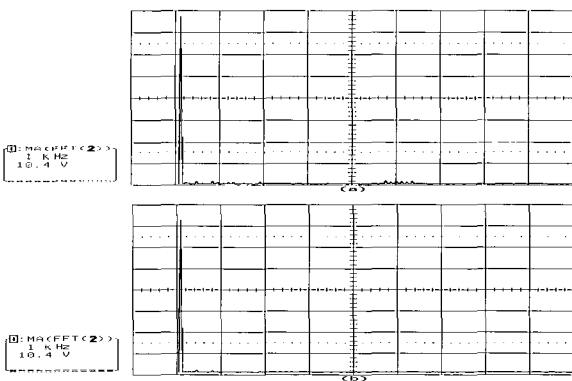 1:MA(FFT(2))
1 KHz
10.4 V
(a)
1:MA(FFT(2))
1 KHz
10.4 V
(b)